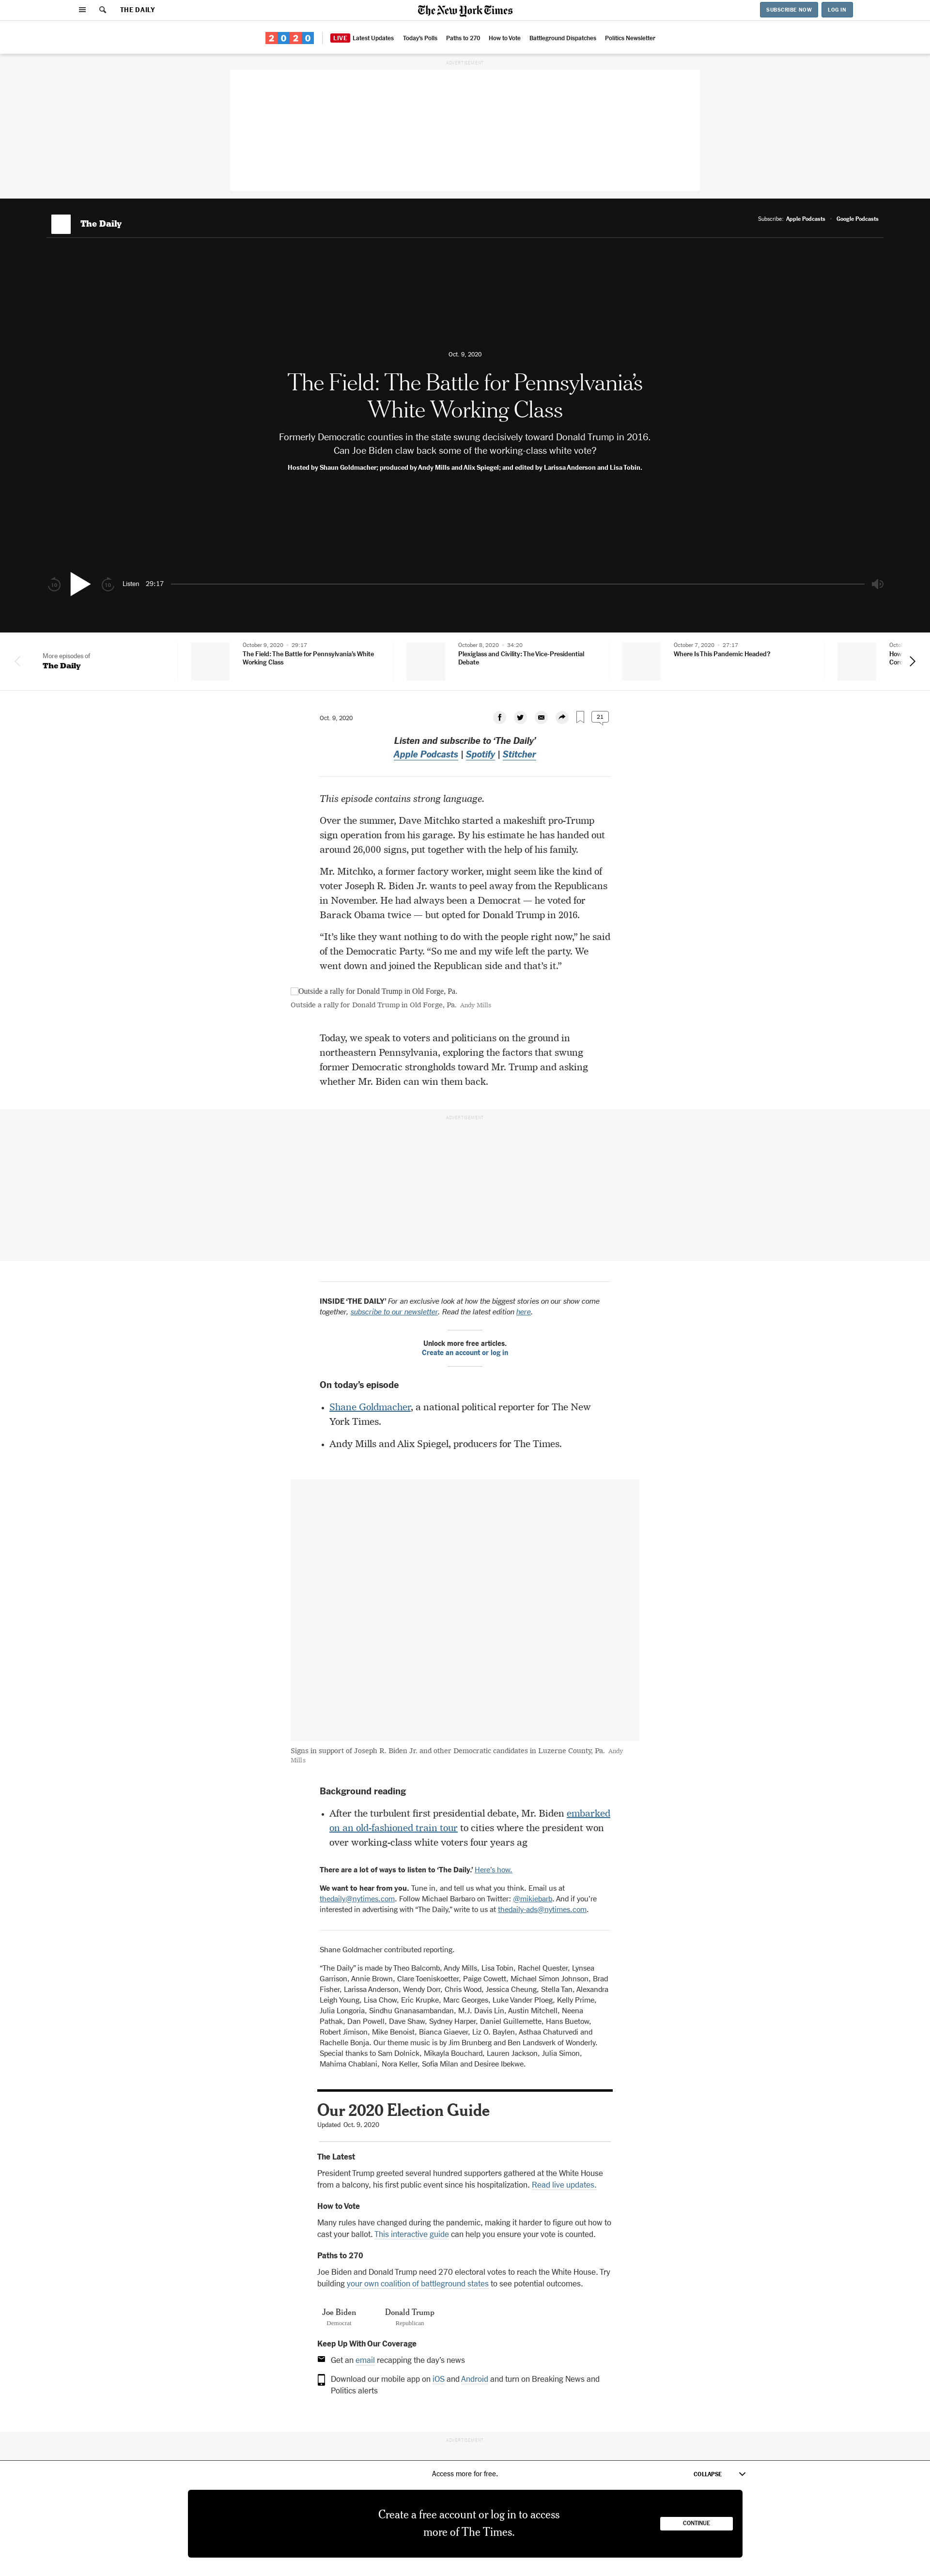 THE DAILY
The New York Times
SUBSCRIBE NOW
LOG IN
2020
LIVE Latest Updates Today's Polls Paths to 270 How to Vote Battleground Dispatches Politics Newsletter
ADVERTISEMENT
The Daily
Subscribe: Apple Podcasts · Google Podcasts
Oct. 9, 2020
The Field: The Battle for Pennsylvania's
White Working Class
Formerly Democratic counties in the state swung decisively toward Donald Trump in 2016.
Can Joe Biden claw back some of the working-class white vote?
Hosted by Shaun Goldmacher; produced by Andy Mills and Alix Spiegel; and edited by Larissa Anderson and Lisa Tobin.
10
10
Listen 29:17
More episodes of
The Daily
October 9, 2020 · 29:17
The Field: The Battle for Pennsylvania's White
Working Class
October 8, 2020 · 34:20
Plexiglass and Civility: The Vice-Presidential
Debate
October 7, 2020 · 27:17
Where Is This Pandemic Headed?
Octo
How
Con
Oct. 9, 2020
21
Listen and subscribe to 'The Daily'
Apple Podcasts | Spotify | Stitcher
This episode contains strong language.
Over the summer, Dave Mitchko started a makeshift pro-Trump
sign operation from his garage. By his estimate he has handed out
around 26,000 signs, put together with the help of his family.
Mr. Mitchko, a former factory worker, might seem like the kind of
voter Joseph R. Biden Jr. wants to peel away from the Republicans
in November. He had always been a Democrat — he voted for
Barack Obama twice — but opted for Donald Trump in 2016.
“It's like they want nothing to do with the people right now,” he said
of the Democratic Party. “So me and my wife left the party. We
went down and joined the Republican side and that's it.”
Outside a rally for Donald Trump in Old Forge, Pa.
Outside a rally for Donald Trump in Old Forge, Pa. Andy Mills
Today, we speak to voters and politicians on the ground in
northeastern Pennsylvania, exploring the factors that swung
former Democratic strongholds toward Mr. Trump and asking
whether Mr. Biden can win them back.
ADVERTISEMENT
INSIDE 'THE DAILY' For an exclusive look at how the biggest stories on our show come
together, subscribe to our newsletter. Read the latest edition here.
Unlock more free articles.
Create an account or log in
On today's episode
• Shane Goldmacher, a national political reporter for The New
York Times.
• Andy Mills and Alix Spiegel, producers for The Times.
Signs in support of Joseph R. Biden Jr. and other Democratic candidates in Luzerne County, Pa. Andy
Mills
Background reading
• After the turbulent first presidential debate, Mr. Biden embarked
on an old-fashioned train tour to cities where the president won
over working-class white voters four years ag
There are a lot of ways to listen to 'The Daily.' Here's how.
We want to hear from you. Tune in, and tell us what you think. Email us at
thedaily@nytimes.com. Follow Michael Barbaro on Twitter: @mikiebarb. And if you're
interested in advertising with “The Daily,” write to us at thedaily-ads@nytimes.com.
Shane Goldmacher contributed reporting.
“The Daily” is made by Theo Balcomb, Andy Mills, Lisa Tobin, Rachel Quester, Lynsea
Garrison, Annie Brown, Clare Toeniskoetter, Paige Cowett, Michael Simon Johnson, Brad
Fisher, Larissa Anderson, Wendy Dorr, Chris Wood, Jessica Cheung, Stella Tan, Alexandra
Leigh Young, Lisa Chow, Eric Krupke, Marc Georges, Luke Vander Ploeg, Kelly Prime,
Julia Longoria, Sindhu Gnanasambandan, M.J. Davis Lin, Austin Mitchell, Neena
Pathak, Dan Powell, Dave Shaw, Sydney Harper, Daniel Guillemette, Hans Buetow,
Robert Jimison, Mike Benoist, Bianca Giaever, Liz O. Baylen, Asthaa Chaturvedi and
Rachelle Bonja. Our theme music is by Jim Brunberg and Ben Landsverk of Wonderly.
Special thanks to Sam Dolnick, Mikayla Bouchard, Lauren Jackson, Julia Simon,
Mahima Chablani, Nora Keller, Sofia Milan and Desiree Ibekwe.
Our 2020 Election Guide
Updated Oct. 9, 2020
The Latest
President Trump greeted several hundred supporters gathered at the White House
from a balcony, his first public event since his hospitalization. Read live updates.
How to Vote
Many rules have changed during the pandemic, making it harder to figure out how to
cast your ballot. This interactive guide can help you ensure your vote is counted.
Paths to 270
Joe Biden and Donald Trump need 270 electoral votes to reach the White House. Try
building your own coalition of battleground states to see potential outcomes.
Joe Biden
Democrat
Donald Trump
Republican
Keep Up With Our Coverage
Get an email recapping the day's news
Download our mobile app on iOS and Android and turn on Breaking News and
Politics alerts
ADVERTISEMENT
Access more for free.
COLLAPSE
Create a free account or log in to access
more of The Times.
CONTINUE